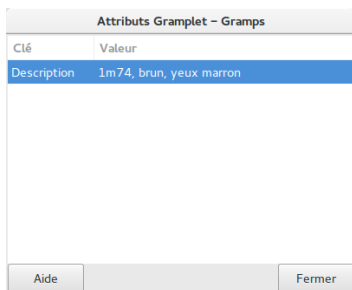 Attributs Gramplet – Gramps
Clé Valeur
Description 1m74, brun, yeux marron
Aide Fermer